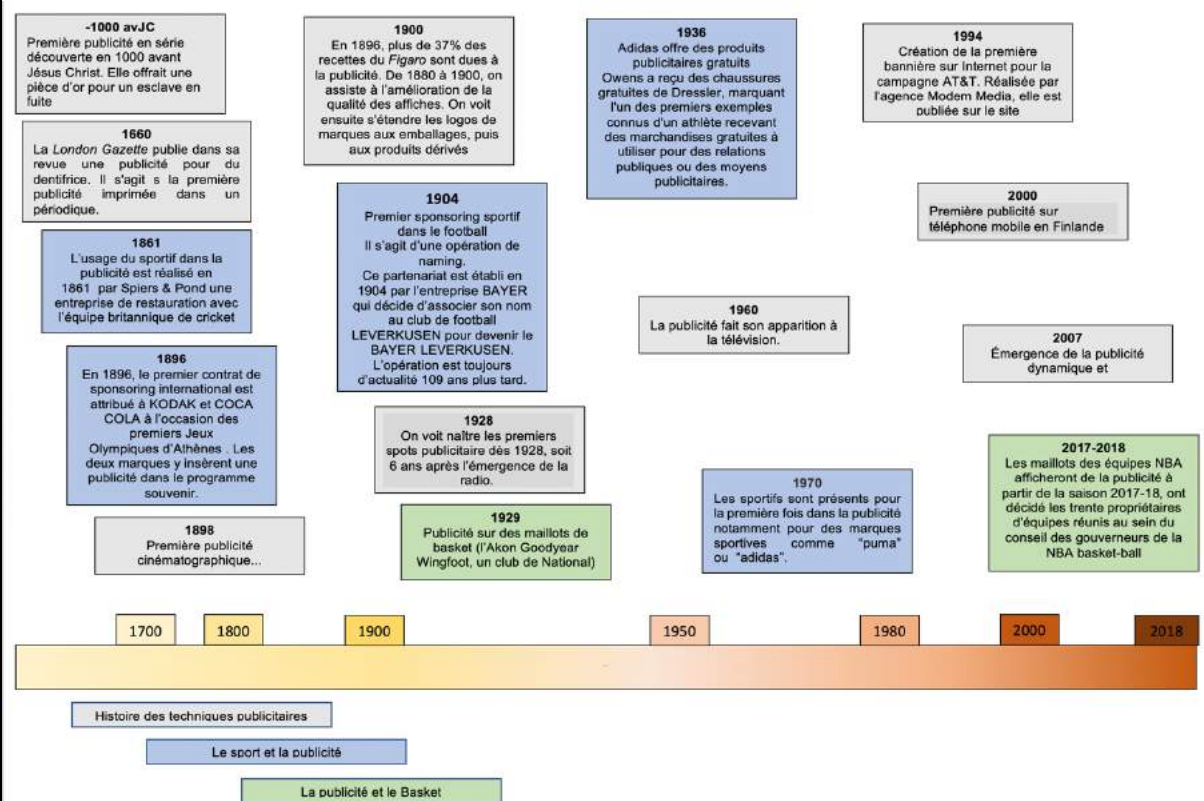 -1000 avJC
Première publicité en série
découverte en 1000 avant
Jésus Christ. Elle offrait une
pièce d'or pour un esclave en
fuite
1660
La London Gazette publie dans sa
revue une publicité pour du
dentifrice. Il s'agit s la première
publicité imprimée dans un
périodique.
1861
L'usage du sportif dans la
publicité est réalisé en
1861 par Spiers & Pond une
entreprise de restauration avec
l'équipe britannique de cricket
1896
En 1896, le premier contrat de
sponsoring international est
attribué à KODAK et COCA
COLA à l'occasion des
premiers Jeux
Olympiques d'Athènes . Les
deux marques y insèrent une
publicité dans le programme
souvenir.
1898
Première publicité
cinématographique...
1900
En 1896, plus de 37% des
recettes du Figaro sont dues à
la publicité. De 1880 à 1900, on
assiste à l'amélioration de la
qualité des affiches. On voit
ensuite s'étendre les logos de
marques aux emballages, puis
aux produits dérivés
1904
Premier sponsoring sportif
dans le football
Il s'agit d'une opération de
naming.
Ce partenariat est établi en
1904 par l'entreprise BAYER
qui décide d'associer son nom
au club de football
LEVERKUSEN pour devenir le
BAYER LEVERKUSEN.
L'opération est toujours
d'actualité 109 ans plus tard.
1928
On voit naître les premiers
spots publicitaire dès 1928, soit
6 ans après l'émergence de la
radio.
1929
Publicité sur des maillots de
basket (l'Akon Goodyear
Wingfoot, un club de National)
1936
Adidas offre des produits
publicitaires gratuits
Owens a reçu des chaussures
gratuites de Dressler, marquant
l'un des premiers exemples
connus d'un athlète recevant
des marchandises gratuites à
utiliser pour des relations
publiques ou des moyens
publicitaires.
1960
La publicité fait son apparition à
la télévision.
1970
Les sportifs sont présents pour
la première fois dans la publicité
notamment pour des marques
sportives comme "puma"
ou "adidas".
1994
Création de la première
bannière sur Internet pour la
campagne AT&T. Réalisée par
l'agence Modem Media, elle est
publiée sur le site
2000
Première publicité sur
téléphone mobile en Finlande
2007
Émergence de la publicité
dynamique et
2017-2018
Les maillots des équipes NBA
afficheront de la publicité à
partir de la saison 2017-18, ont
décidé les trente propriétaires
d'équipes réunis au sein du
conseil des gouverneurs de la
NBA basket-ball
1700
1800
1900
1950
1980
2000
2018
Histoire des techniques publicitaires
Le sport et la publicité
La publicité et le Basket